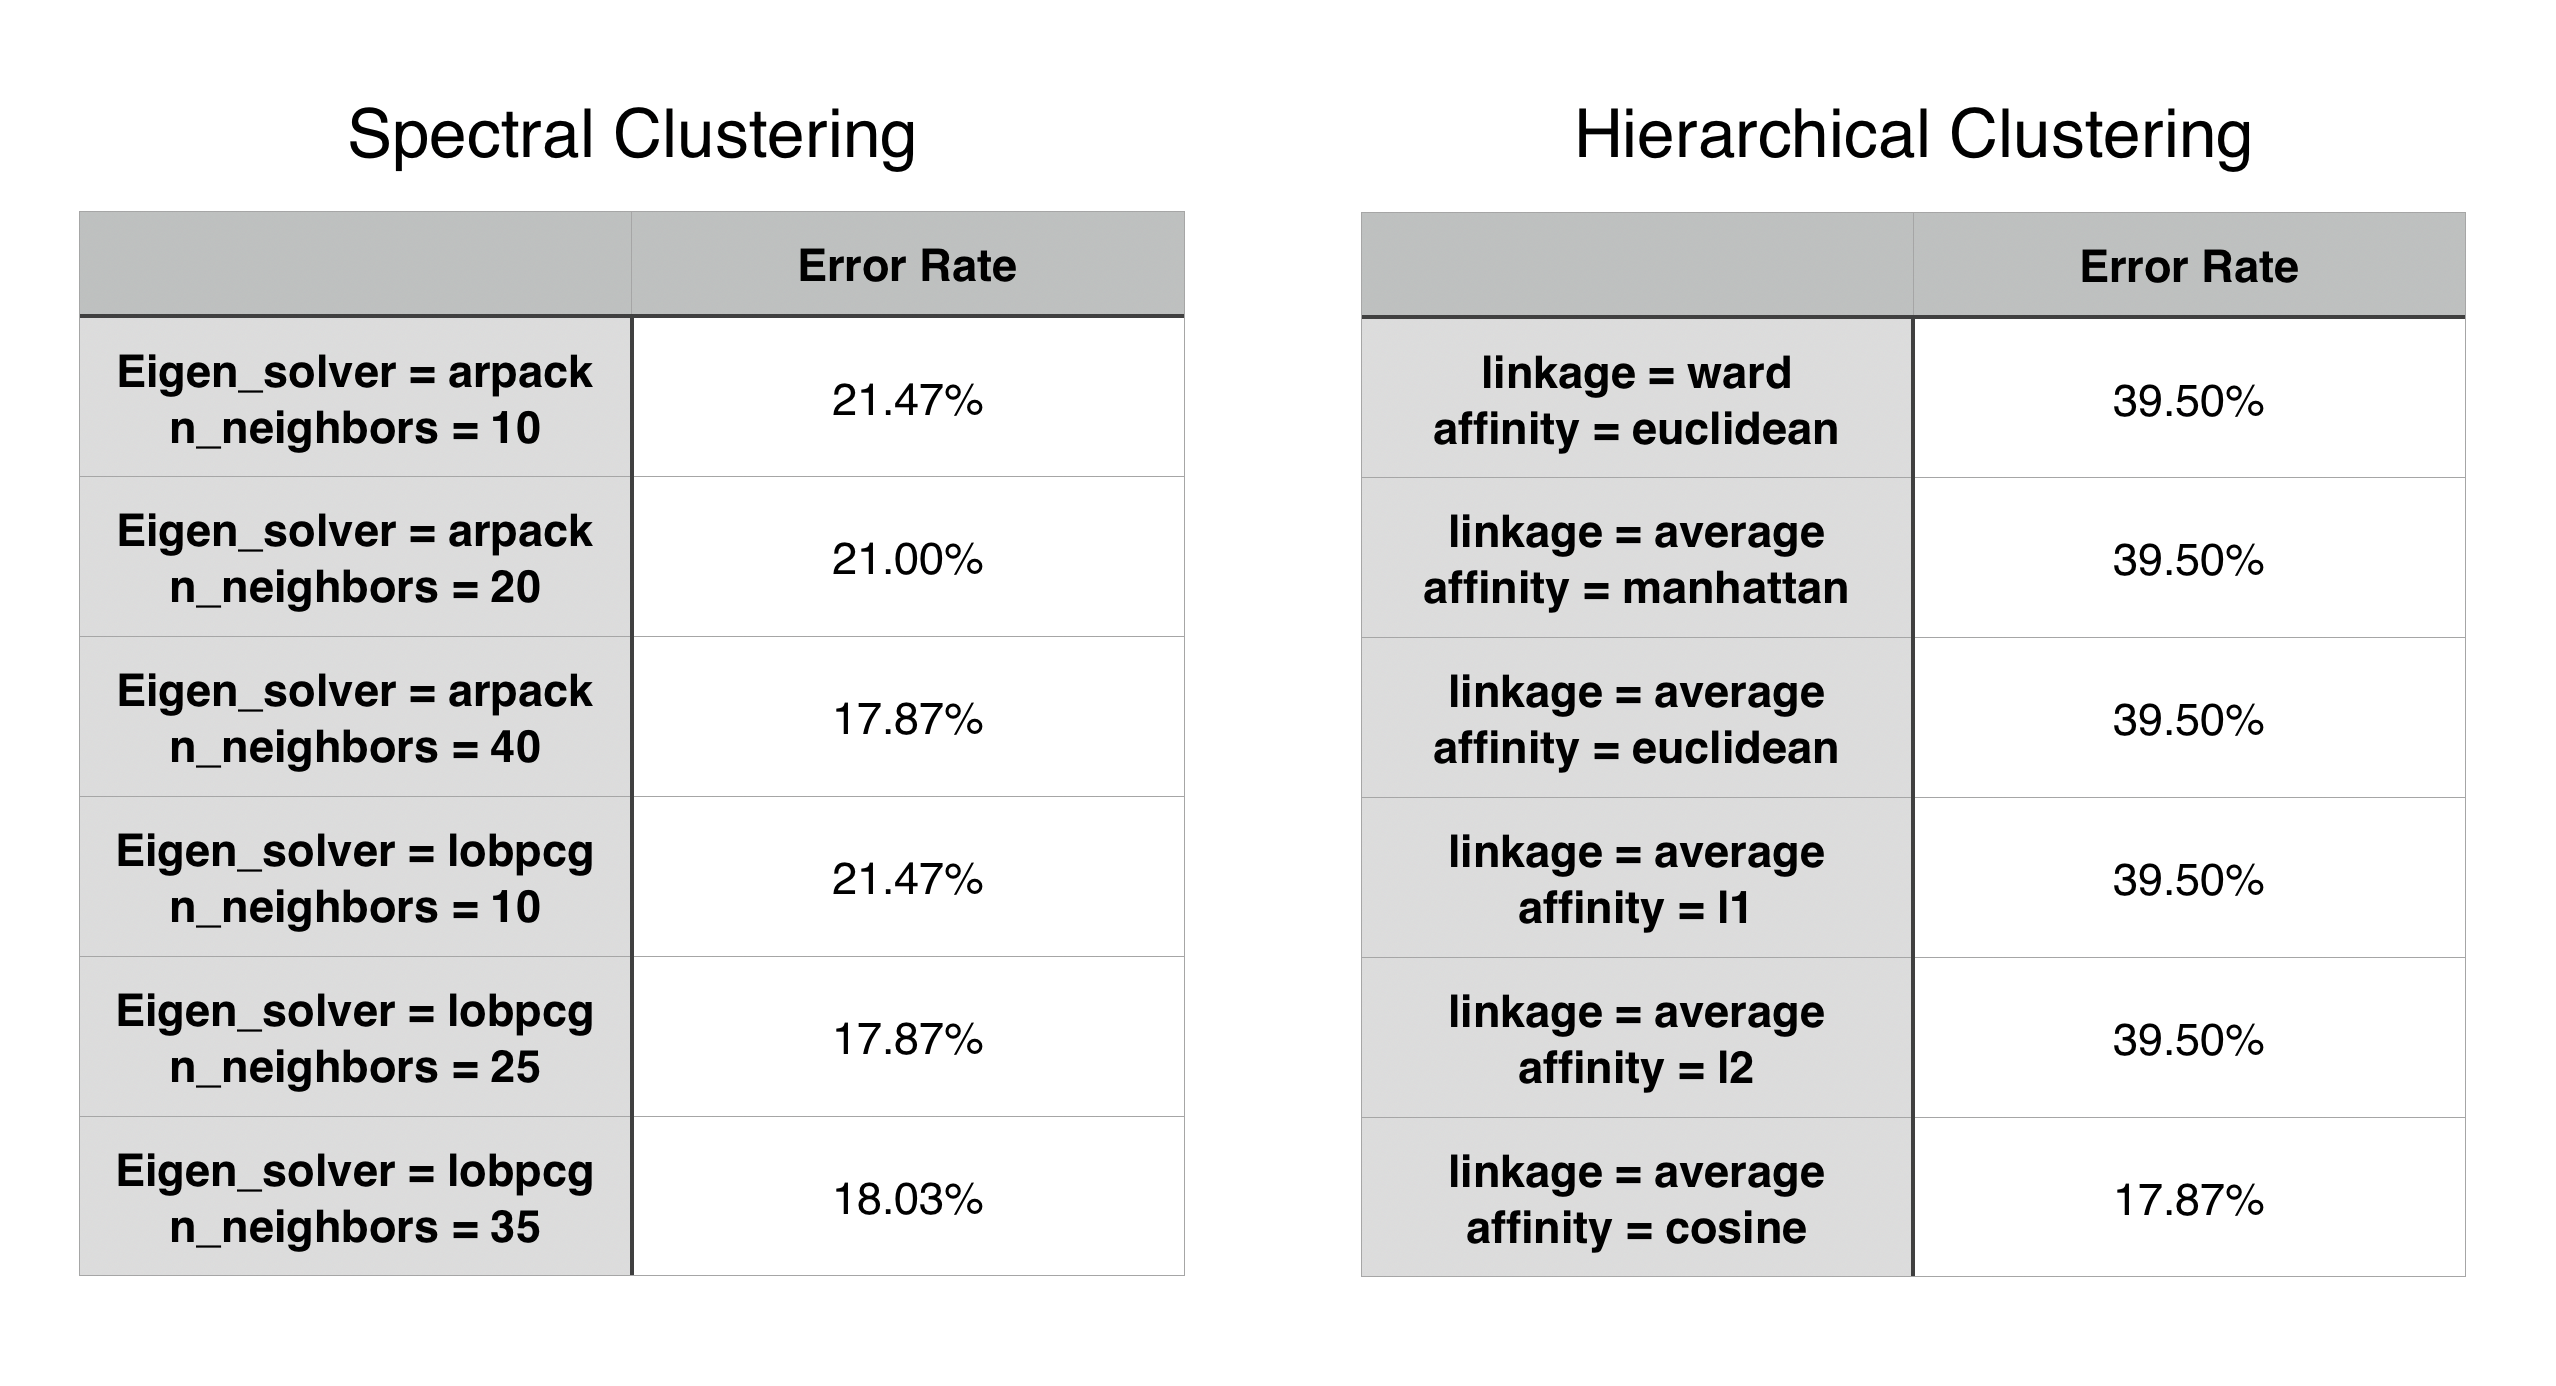 Spectral Clustering
Error Rate
Eigen_solver = arpack
n_neighbors = 10
21.47%
Eigen_solver = arpack
n_neighbors = 20
21.00%
Eigen_solver = arpack
n_neighbors = 40
17.87%
Eigen_solver = lobpcg
n_neighbors = 10
21.47%
Eigen_solver = lobpcg
n_neighbors = 25
17.87%
Eigen_solver = lobpcg
n_neighbors = 35
18.03%
Hierarchical Clustering
Error Rate
linkage = ward
affinity = euclidean
39.50%
linkage = average
affinity = manhattan
39.50%
linkage = average
affinity = euclidean
39.50%
linkage = average
affinity = l1
39.50%
linkage = average
affinity = l2
39.50%
linkage = average
affinity = cosine
17.87%